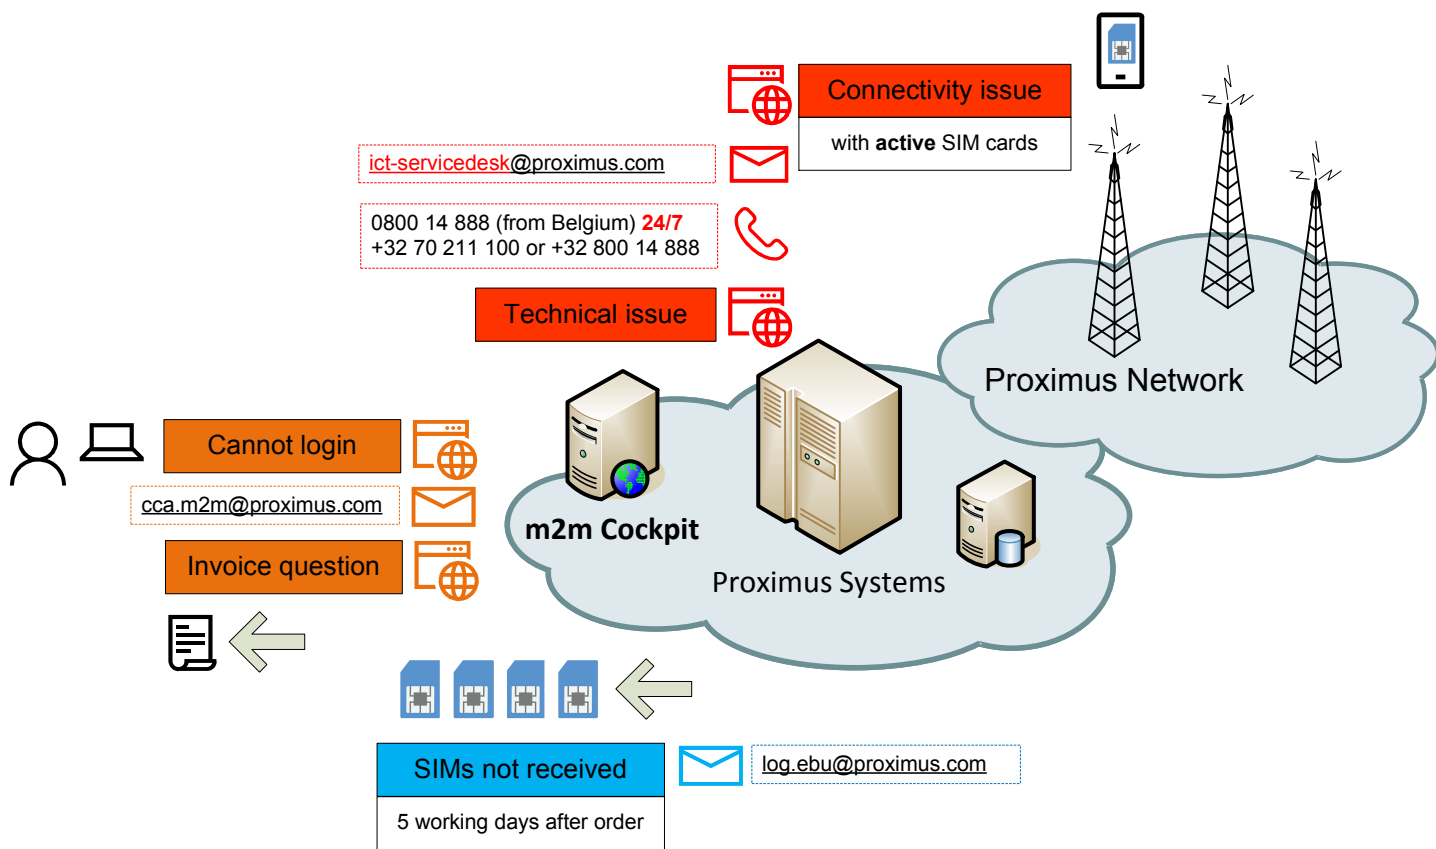 Connectivity issue
with active SIM cards
ict-servicedesk@proximus.com
0800 14 888 (from Belgium) 24/7
+32 70 211 100 or +32 800 14 888
Technical issue
Proximus Network
Cannot login
cca.m2m@proximus.com
m2m Cockpit
Invoice question
Proximus Systems
SIMs not received
log.ebu@proximus.com
5 working days after order